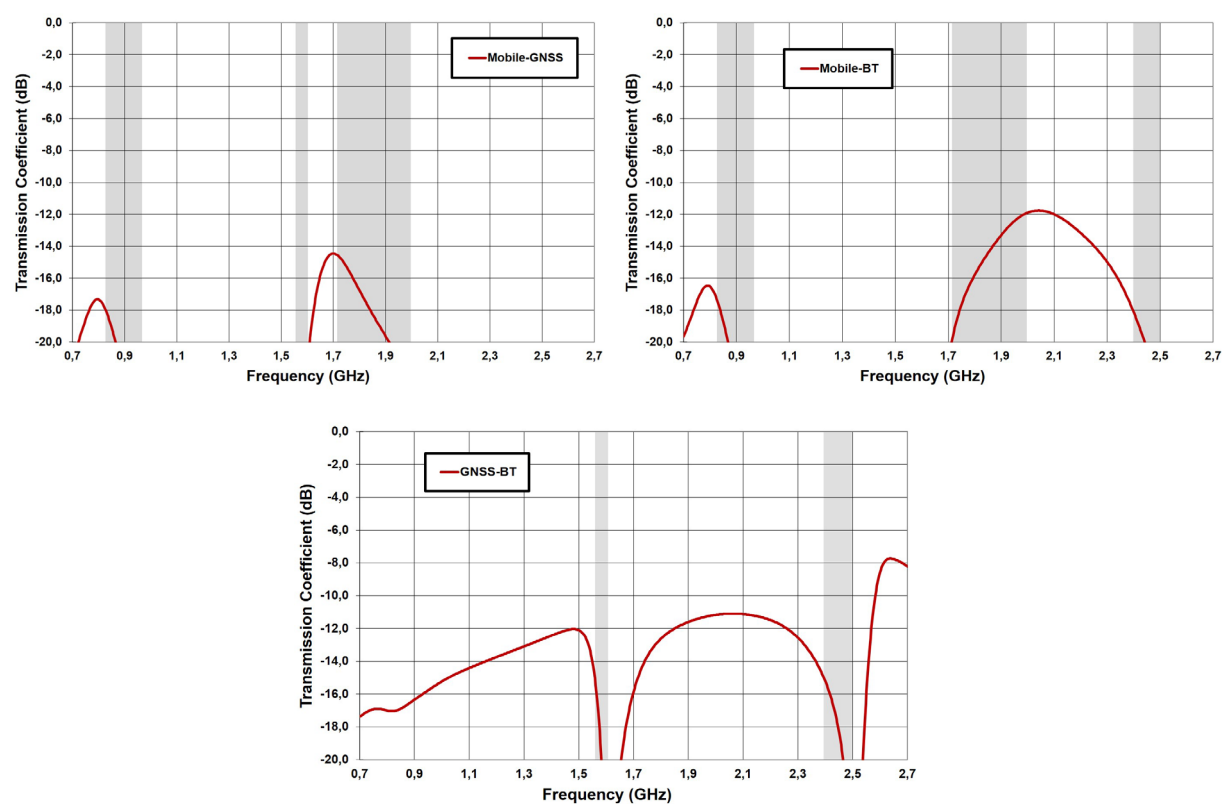 Transmission Coefficient (dB)
0,0
-2,0
-4,0
-6,0
-8,0
-10,0
-12,0
-14,0
-16,0
-18,0
-20,0
Mobile-GNSS
0,7 0,9 1,1 1,3 1,5 1,7 1,9 2,1 2,3 2,5 2,7
Frequency (GHz)
Transmission Coefficient (dB)
0,0
-2,0
-4,0
-6,0
-8,0
-10,0
-12,0
-14,0
-16,0
-18,0
-20,0
Mobile-BT
0,7 0,9 1,1 1,3 1,5 1,7 1,9 2,1 2,3 2,5 2,7
Frequency (GHz)
Transmission Coefficient (dB)
0,0
-2,0
-4,0
-6,0
-8,0
-10,0
-12,0
-14,0
-16,0
-18,0
-20,0
GNSS-BT
0,7 0,9 1,1 1,3 1,5 1,7 1,9 2,1 2,3 2,5 2,7
Frequency (GHz)